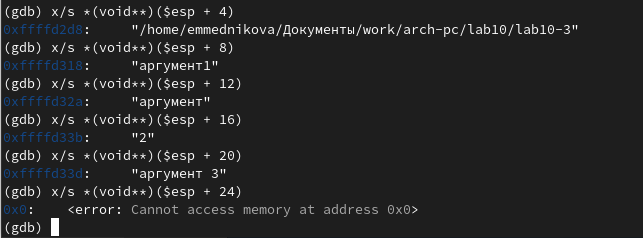 (gdb) x/s *(void**)($esp + 4)
0xffffd2d8:     "/home/emmednikova/Документы/work/arch-pc/lab10/lab10-3"
(gdb) x/s *(void**)($esp + 8)
0xffffd318:     "аргумент1"
(gdb) x/s *(void**)($esp + 12)
0xffffd32a:     "аргумент"
(gdb) x/s *(void**)($esp + 16)
0xffffd33b:     "2"
(gdb) x/s *(void**)($esp + 20)
0xffffd33d:     "аргумент 3"
(gdb) x/s *(void**)($esp + 24)
0x0:    <error: Cannot access memory at address 0x0>
(gdb)